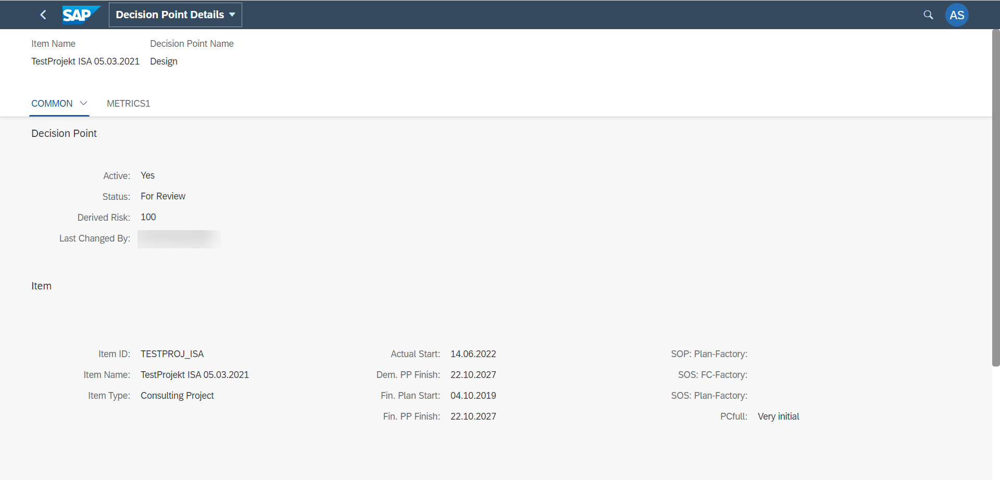 SAP Decision Point Details AS
Item Name Decision Point Name
TestProjekt ISA 05.03.2021 Design
COMMON METRICS1
Decision Point
Active: Yes
Status: For Review
Derived Risk: 100
Last Changed By:
Item
Item ID: TESTPROJ_ISA Actual Start: 14.06.2022 SOP: Plan-Factory:
Item Name: TestProjekt ISA 05.03.2021 Dem. PP Finish: 22.10.2027 SOS: FC-Factory:
Item Type: Consulting Project Fin. Plan Start: 04.10.2019 SOS: Plan-Factory:
Fin. PP Finish: 22.10.2027 PCfull: Very initial